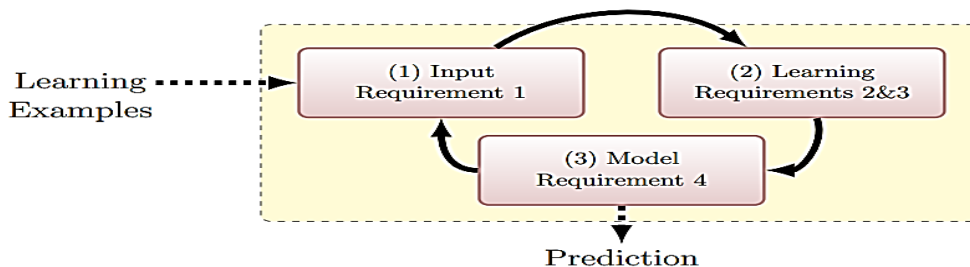 Learning
Examples
(1) Input
Requirement 1
(2) Learning
Requirements 2&3
(3) Model
Requirement 4
Prediction